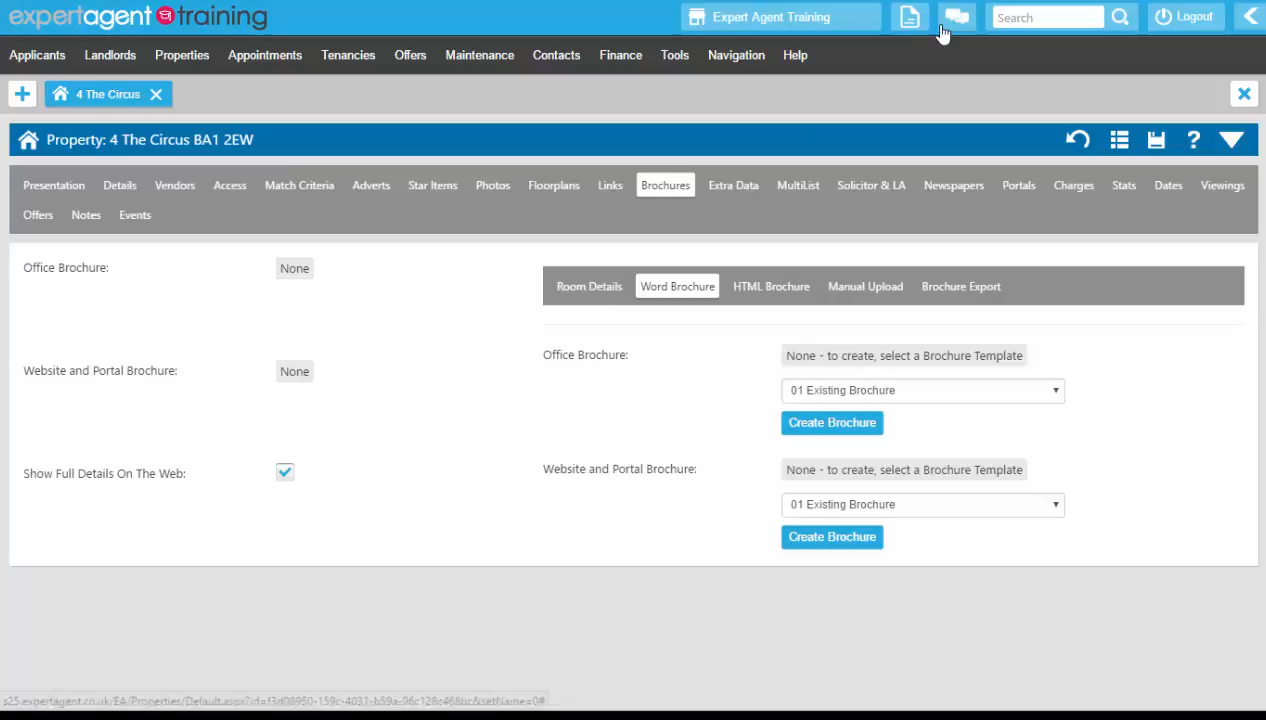 expertagent training Expert Agent Training Search Logout
Applicants Landlords Properties Appointments Tenancies Offers Maintenance Contacts Finance Tools Navigation Help
4 The Circus
Property: 4 The Circus BA1 2EW
Presentation Details Vendors Access Match Criteria Adverts Star Items Photos Floorplans Links Brochures Extra Data MultiList Solicitor & LA Newspapers Portals Charges Stats Dates Viewings
Offers Notes Events
Office Brochure: None
Room Details Word Brochure HTML Brochure Manual Upload Brochure Export
Office Brochure: None - to create, select a Brochure Template
Website and Portal Brochure: None
01 Existing Brochure
Create Brochure
Show Full Details On The Web:
Website and Portal Brochure: None - to create, select a Brochure Template
01 Existing Brochure
Create Brochure